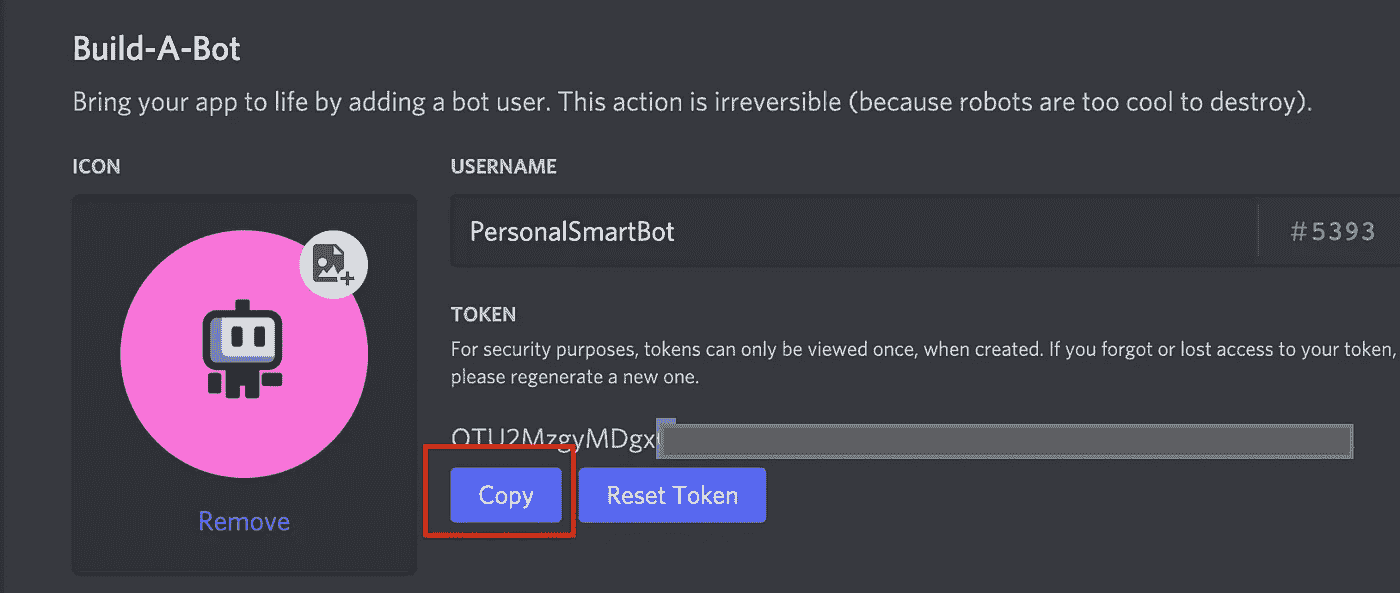 Build-A-Bot
Bring your app to life by adding a bot user. This action is irreversible (because robots are too cool to destroy).
ICON
USERNAME
PersonalSmartBot
#5393
TOKEN
For security purposes, tokens can only be viewed once, when created. If you forgot or lost access to your token,
please regenerate a new one.
OTU2MzgyMDgx
Copy
Reset Token
Remove